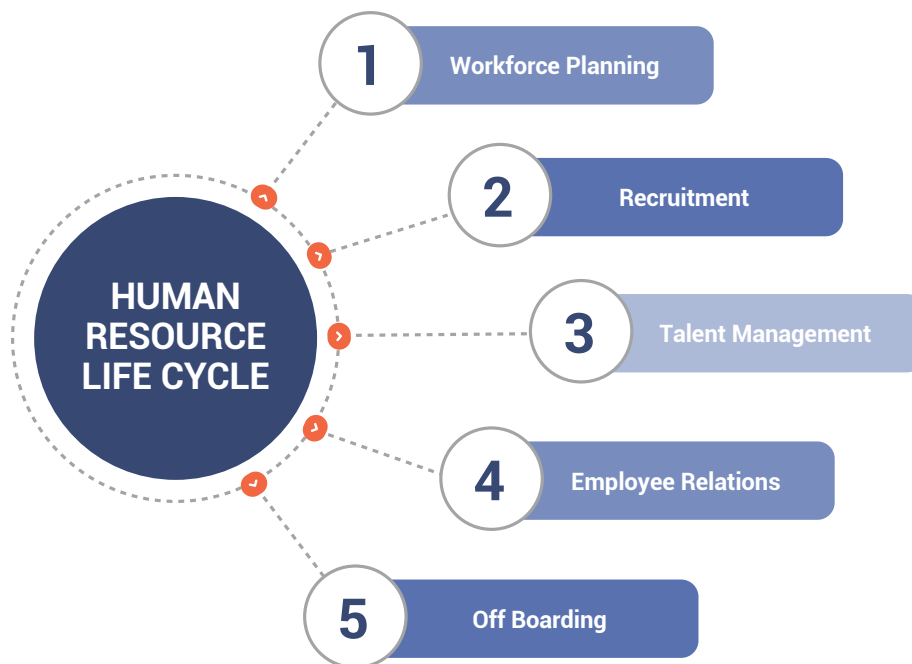 HUMAN
RESOURCE
LIFE CYCLE
1
Workforce Planning
2
Recruitment
3
Talent Management
4
Employee Relations
5
Off Boarding